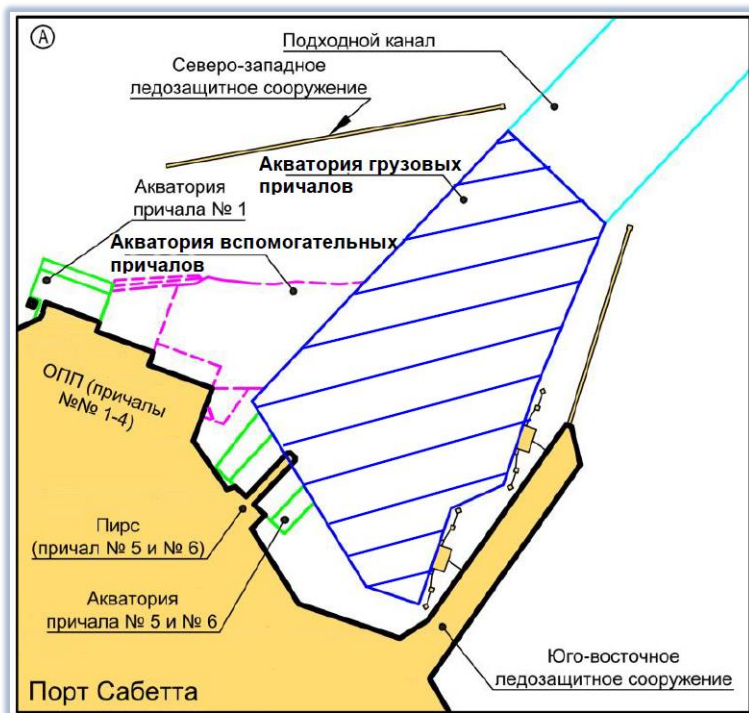 А
Подходной канал
Северо-западное
ледозащитное сооружение
Акватория грузовых
причалов
Акватория
причала № 1
Акватория вспомогательных
причалов
ОПП (причалы
№№ 1-4)
Пирс
(причал № 5 и № 6)
Акватория
причала № 5 и № 6
Юго-восточное
ледозащитное сооружение
Порт Сабетта